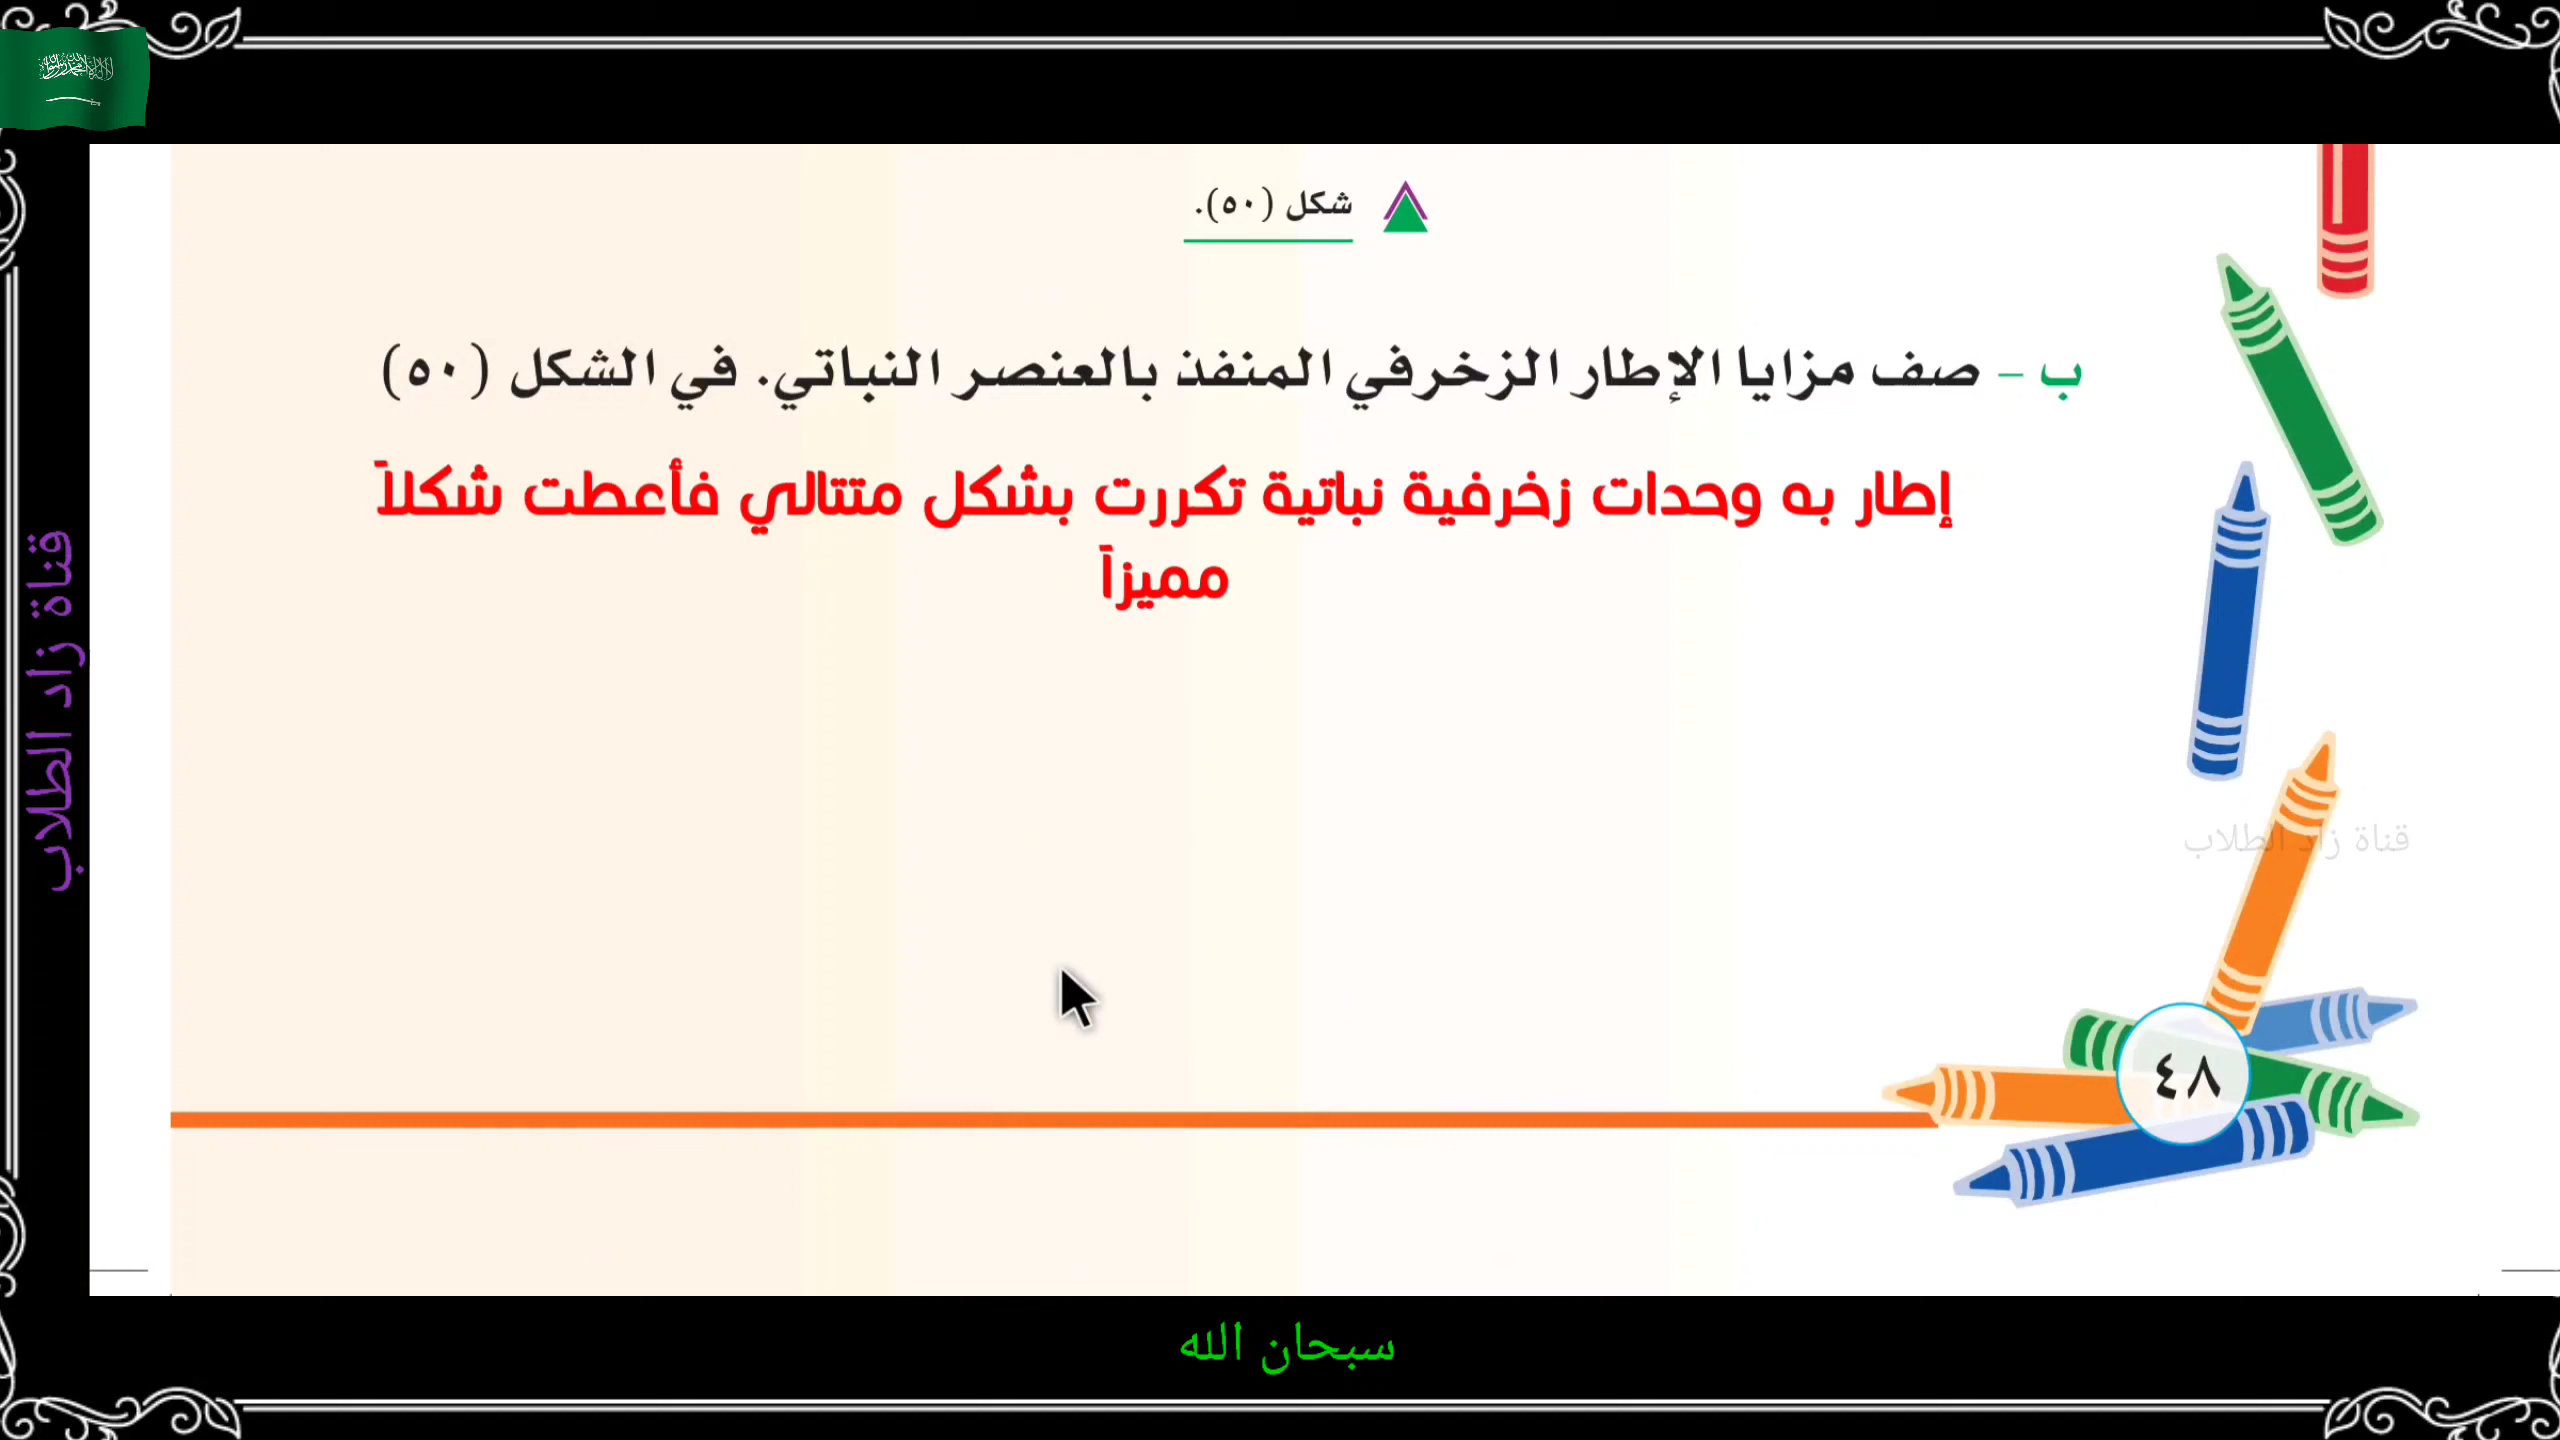 شكل (٥٠).
ب - صف مزايا الإطار الزخرفي المنفذ بالعنصر النباتي. في الشكل (٥٠)
إطار به وحدات زخرفية نباتية تكررت بشكل متتالي فأعطت شكلاً
مميزاً
قناة زاد الطلاب
قناة زاد الطلاب
٤٨
سبحان الله